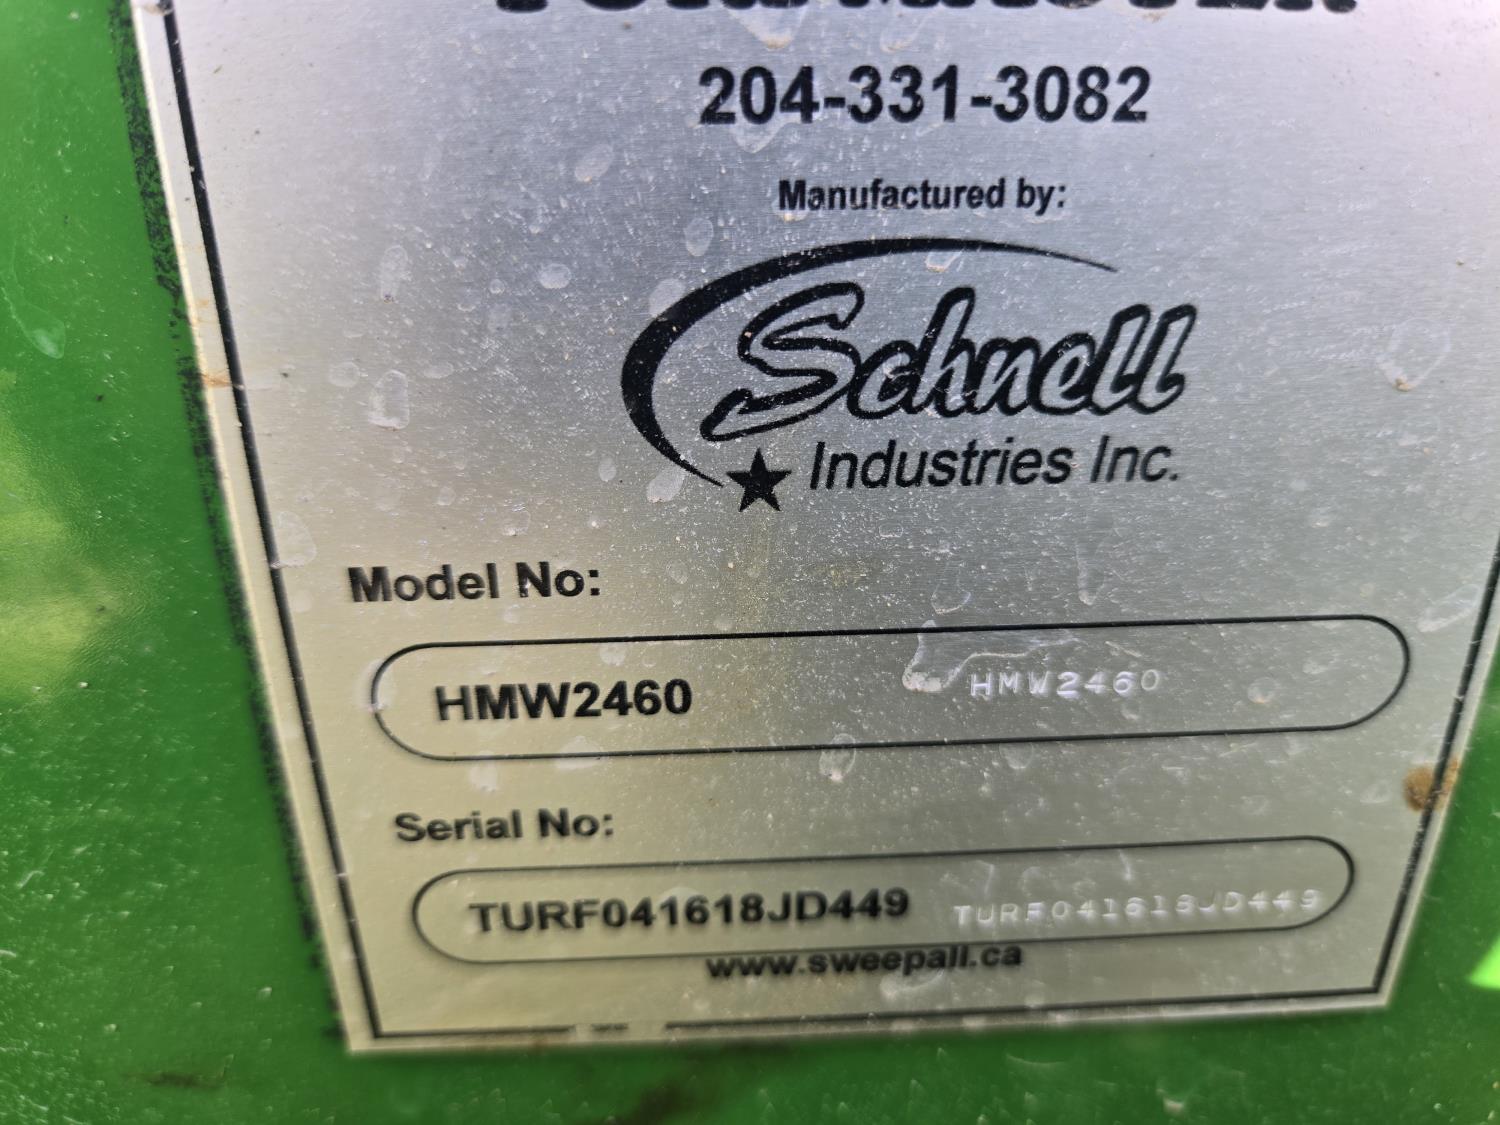 204-331-3082
Manufactured by:
Schnell
Industries Inc.
Model No:
HMW2460 HMW2460
Serial No:
TURF041618JD449 TURF041618JD449
www.sweepall.ca